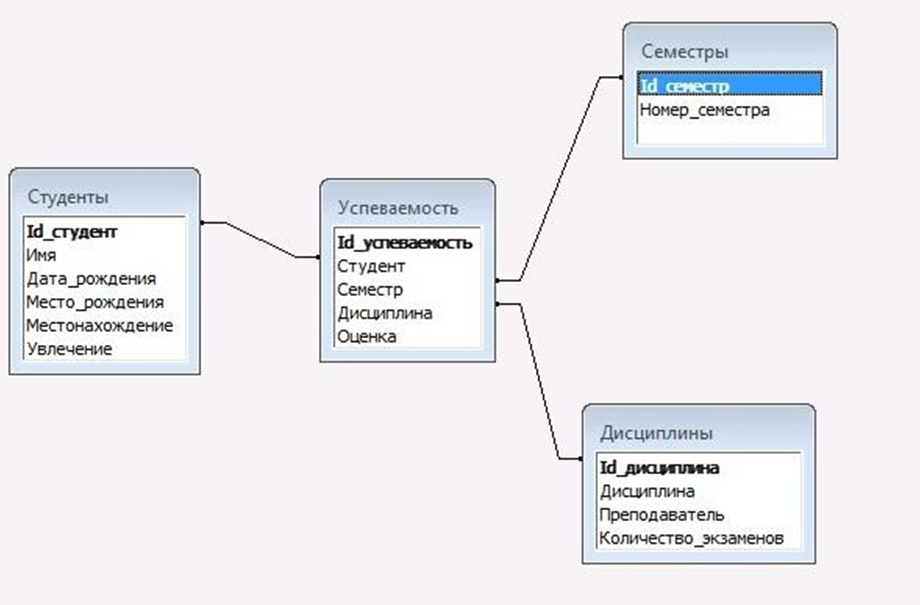 Семестры
Id_семестр
Номер_семестра
Студенты
Id_студент
Имя
Дата_рождения
Место_рождения
Местонахождение
Увлечение
Успеваемость
Id_успеваемость
Студент
Семестр
Дисциплина
Оценка
Дисциплины
Id_дисциплина
Дисциплина
Преподаватель
Количество_экзаменов